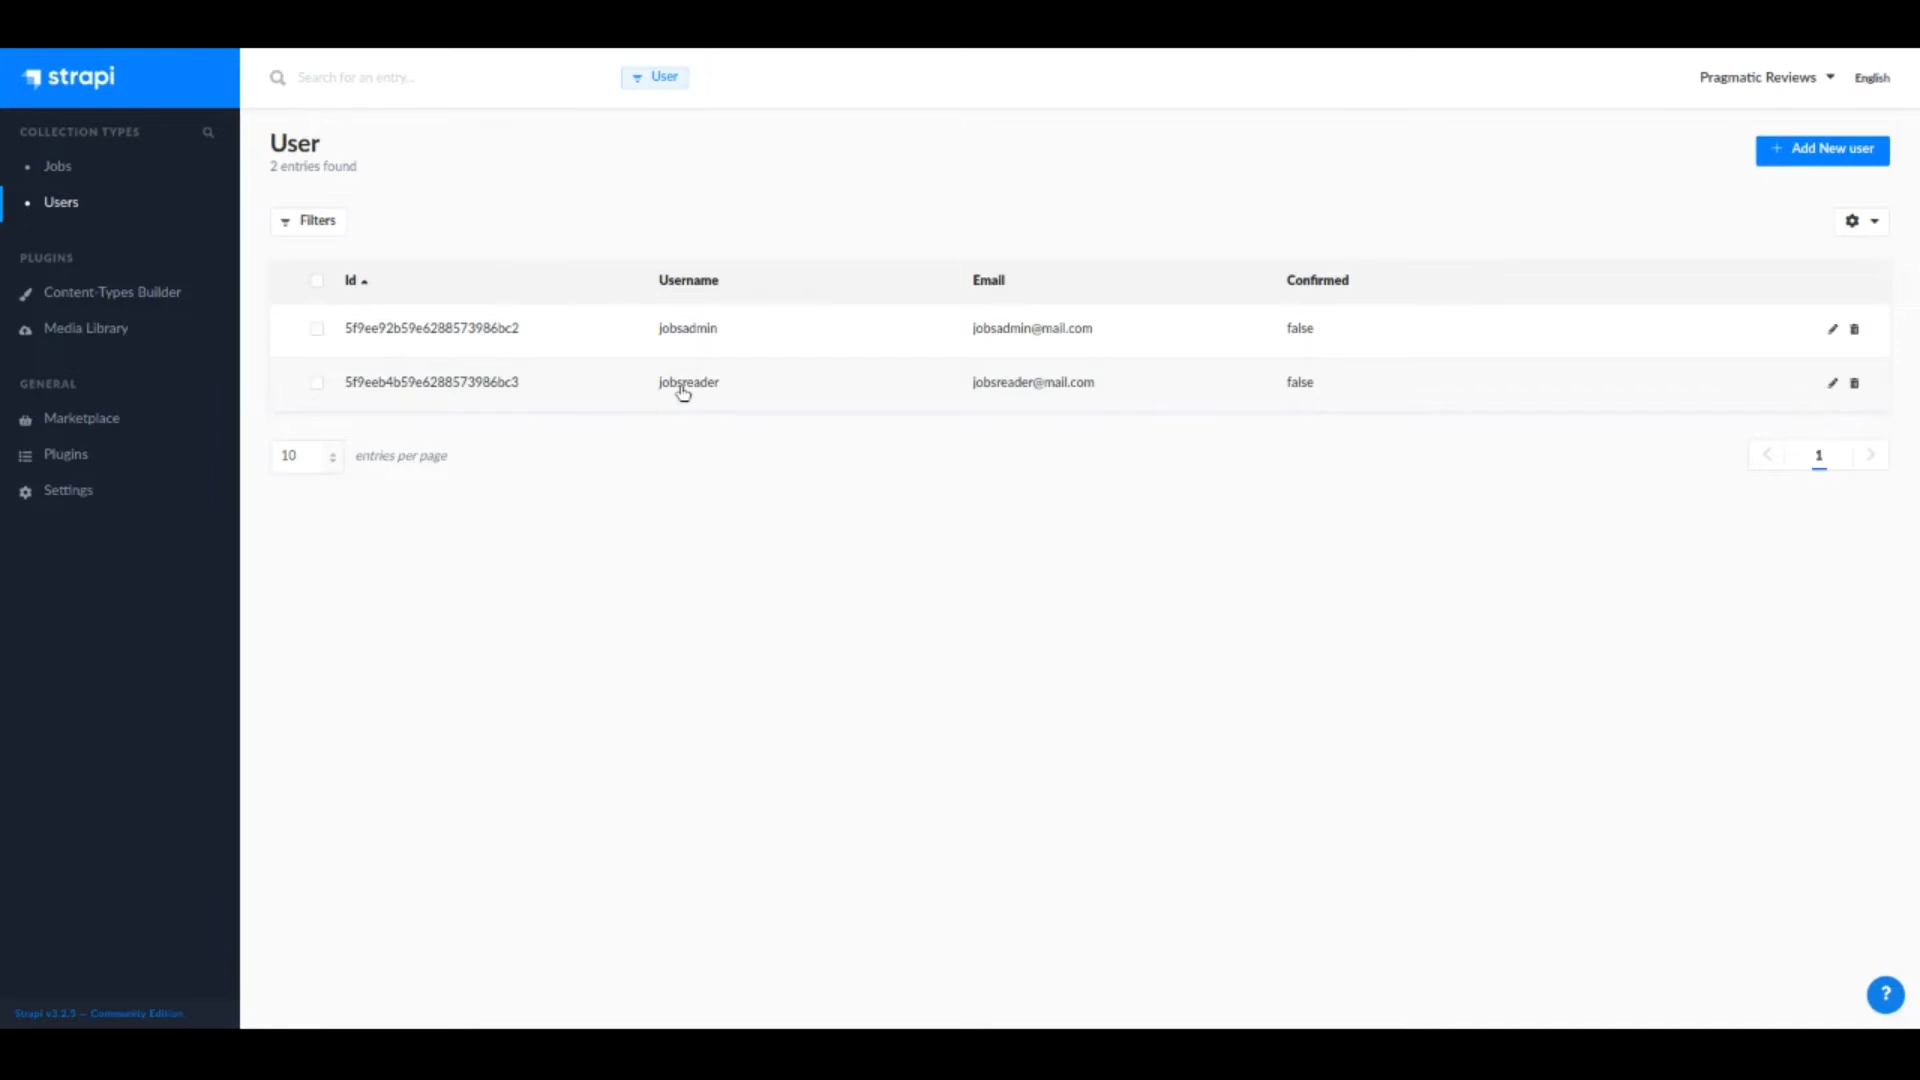 strapi
Search for an entry...
User
Pragmatic Reviews
English
COLLECTION TYPES
Jobs
Users
PLUGINS
Content-Types Builder
Media Library
GENERAL
Marketplace
Plugins
Settings
Strapi v3.2.5 — Community Edition
User
2 entries found
+ Add New user
Filters
Id Username Email Confirmed
5f9ee92b59e6288573986bc2 jobsadmin jobsadmin@mail.com false
5f9eeb4b59e6288573986bc3 jobsreader jobsreader@mail.com false
10 entries per page
1
?